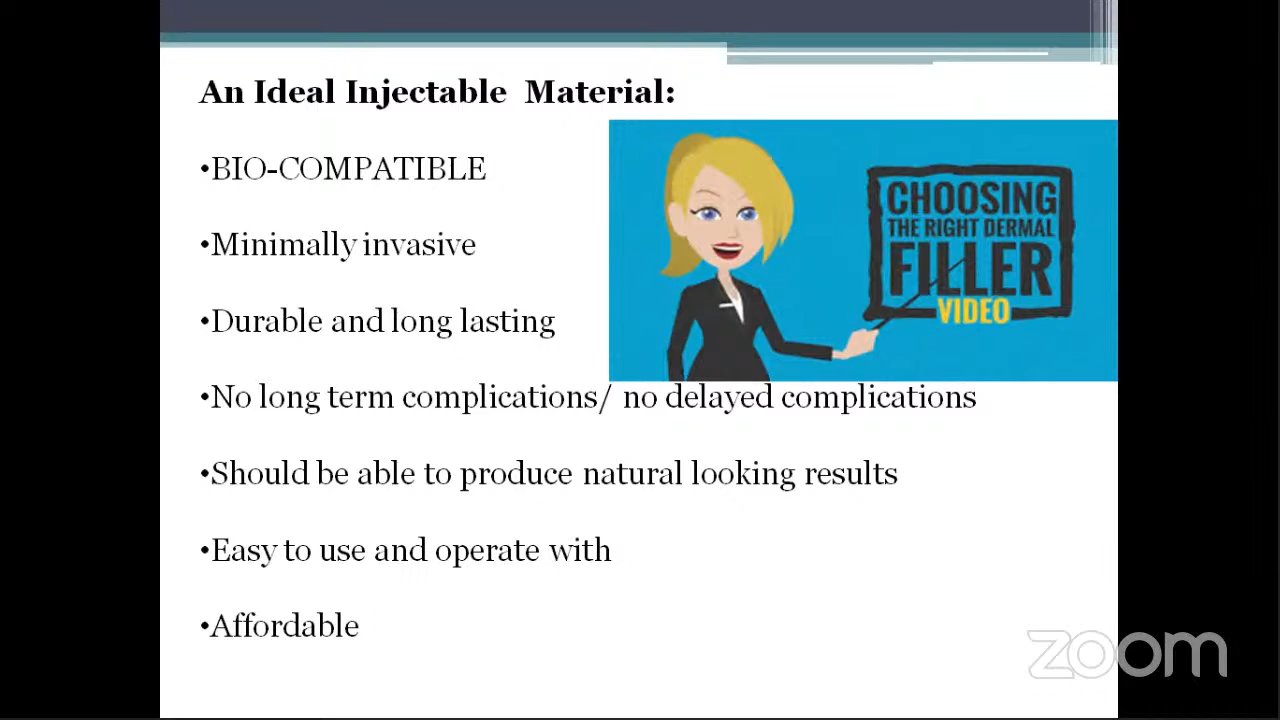 An Ideal Injectable Material:
•BIO-COMPATIBLE
•Minimally invasive
•Durable and long lasting
•No long term complications/ no delayed complications
•Should be able to produce natural looking results
•Easy to use and operate with
•Affordable
CHOOSING
THE RIGHT DERMAL
FILLER
VIDEO
zoom